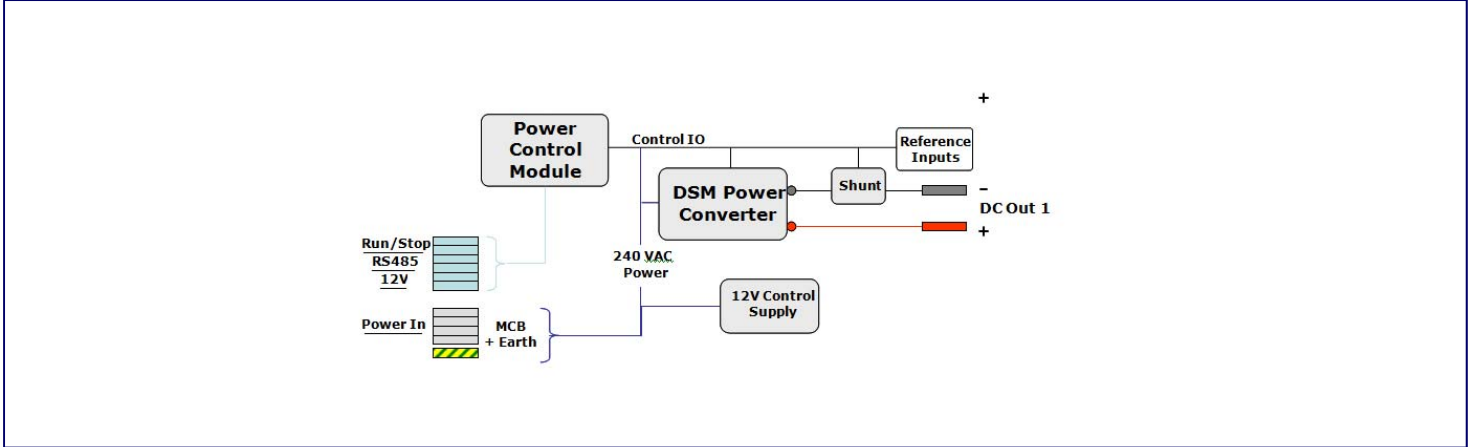 +
Power
Control
Module
Control IO
Reference
Inputs
DSM Power
Converter
Shunt
–
DC Out 1
+
Run/Stop
RS485
12V
240 VAC
Power
12V Control
Supply
Power In
MCB
+ Earth